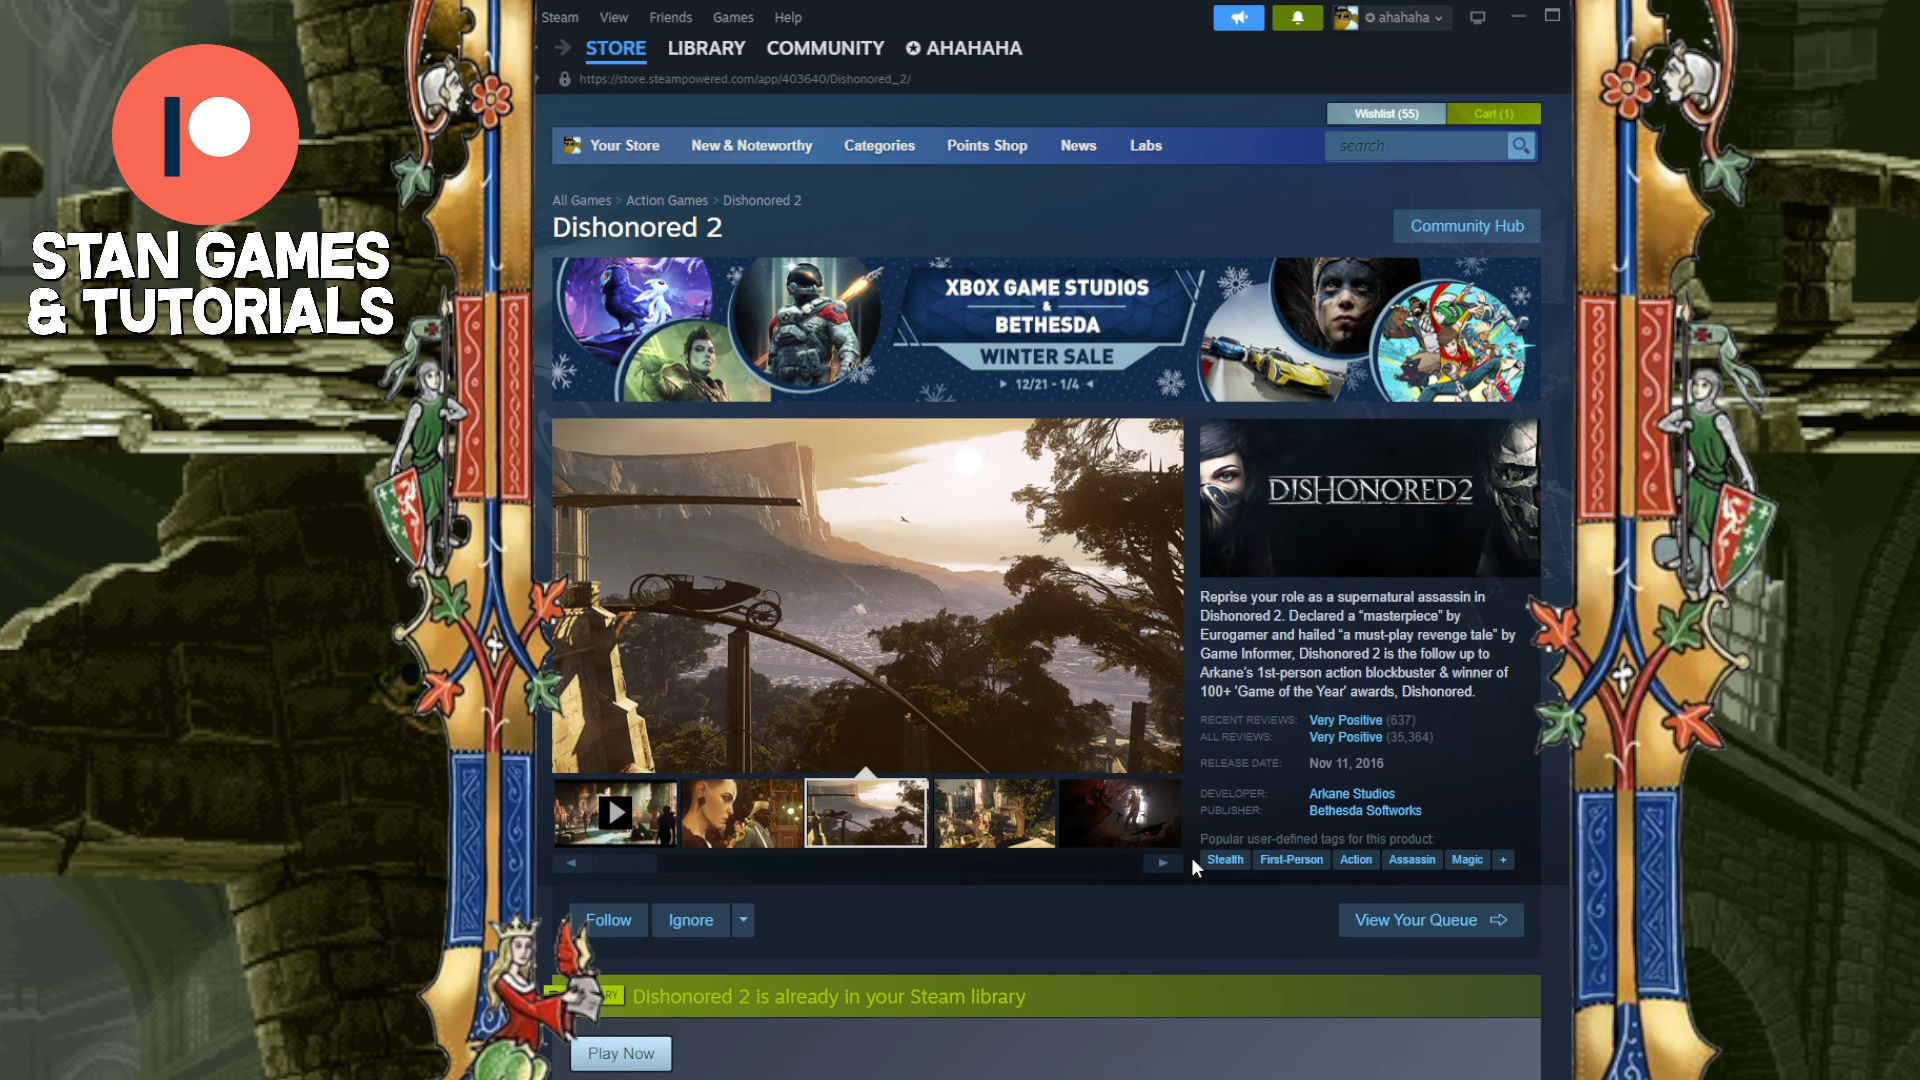 STAN GAMES
& TUTORIALS
Steam View Friends Games Help
ahahaha
STORE LIBRARY COMMUNITY AHAHAHA
https://store.steampowered.com/app/403640/Dishonored_2/
Wishlist (55) Cart (1)
Your Store New & Noteworthy Categories Points Shop News Labs
search
All Games > Action Games > Dishonored 2
Dishonored 2
Community Hub
XBOX GAME STUDIOS
&
BETHESDA
WINTER SALE
12/21 - 1/4
DISHONORED2
Reprise your role as a supernatural assassin in
Dishonored 2. Declared a “masterpiece” by
Eurogamer and hailed “a must-play revenge tale” by
Game Informer, Dishonored 2 is the follow up to
Arkane's 1st-person action blockbuster & winner of
100+ 'Game of the Year' awards, Dishonored.
RECENT REVIEWS: Very Positive (637)
ALL REVIEWS: Very Positive (35,364)
RELEASE DATE: Nov 11, 2016
DEVELOPER: Arkane Studios
PUBLISHER: Bethesda Softworks
Popular user-defined tags for this product:
Stealth First-Person Action Assassin Magic +
Follow Ignore
View Your Queue
Dishonored 2 is already in your Steam library
Play Now